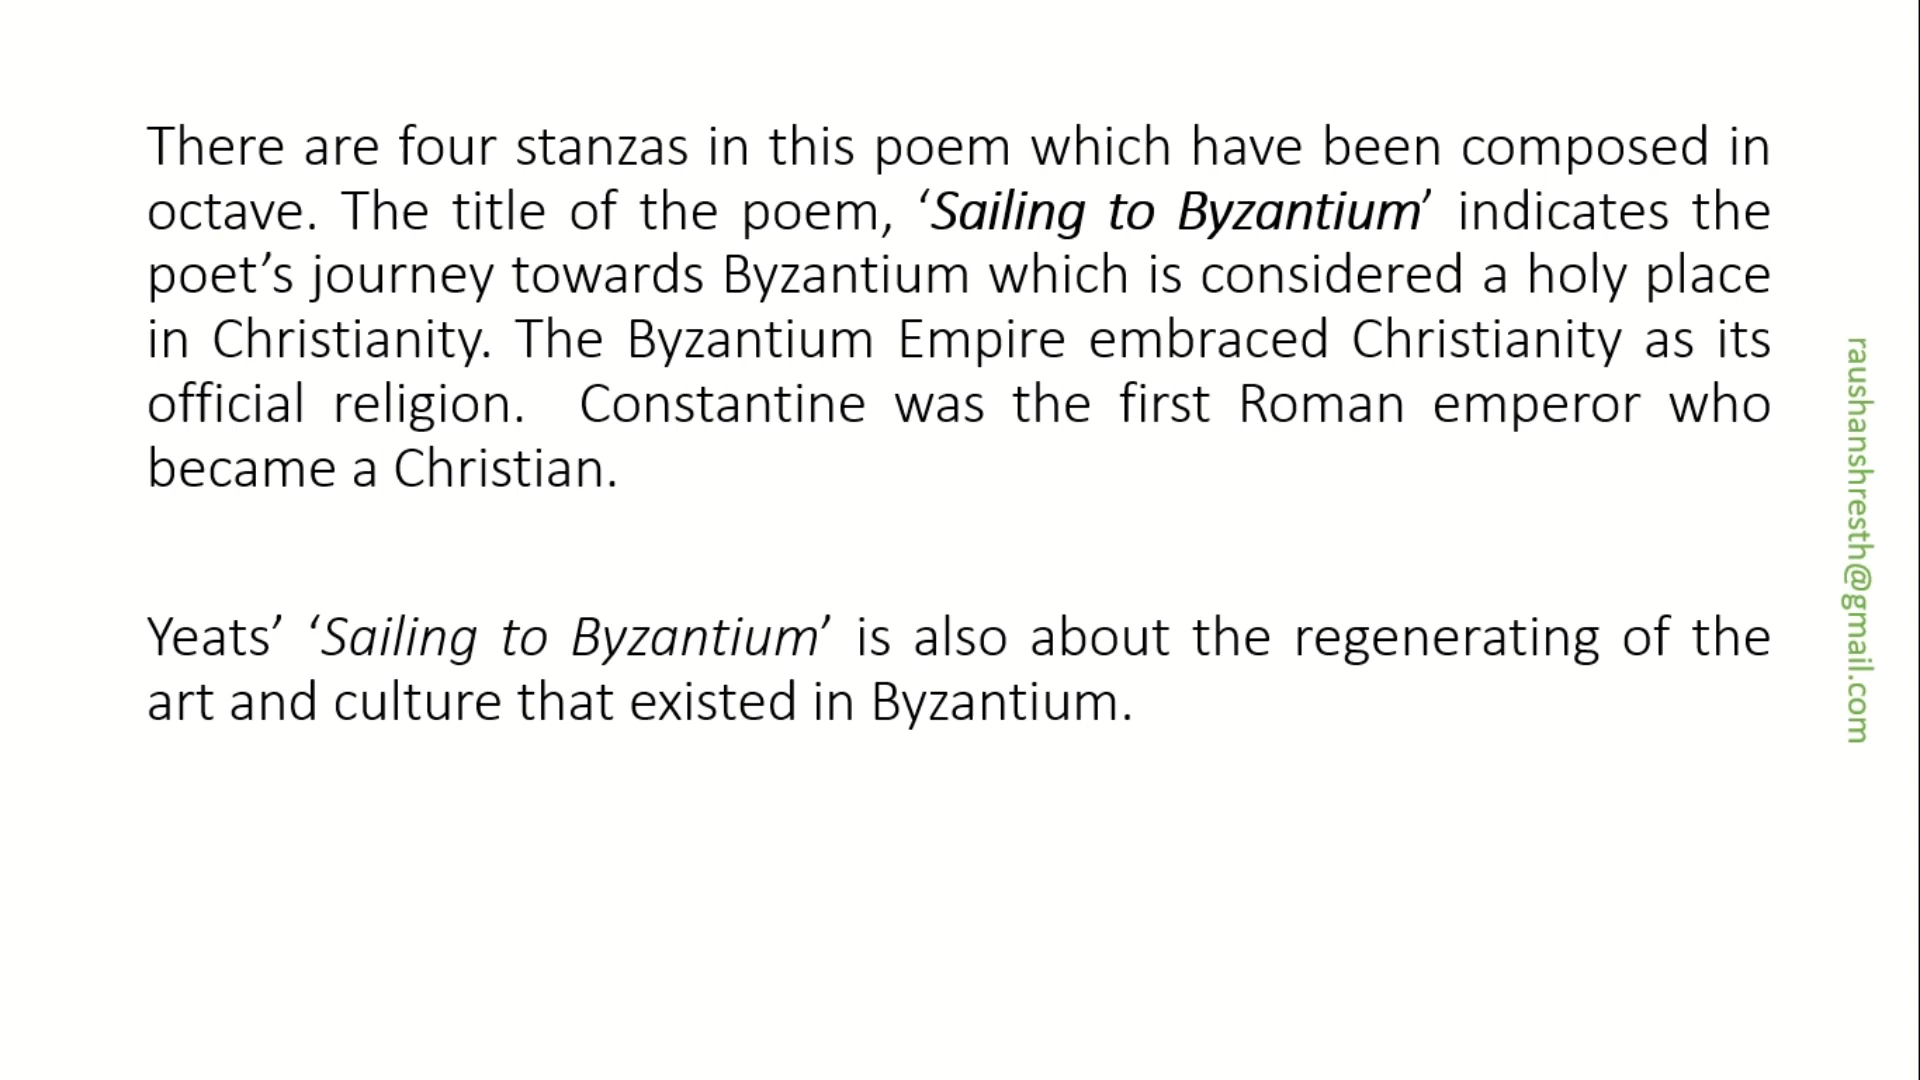 There are four stanzas in this poem which have been composed in
octave. The title of the poem, ‘Sailing to Byzantium’ indicates the
poet’s journey towards Byzantium which is considered a holy place
in Christianity. The Byzantium Empire embraced Christianity as its
official religion.  Constantine was the first Roman emperor who
became a Christian.
Yeats’ ‘Sailing to Byzantium’ is also about the regenerating of the
art and culture that existed in Byzantium.
raushanshresth@gmail.com